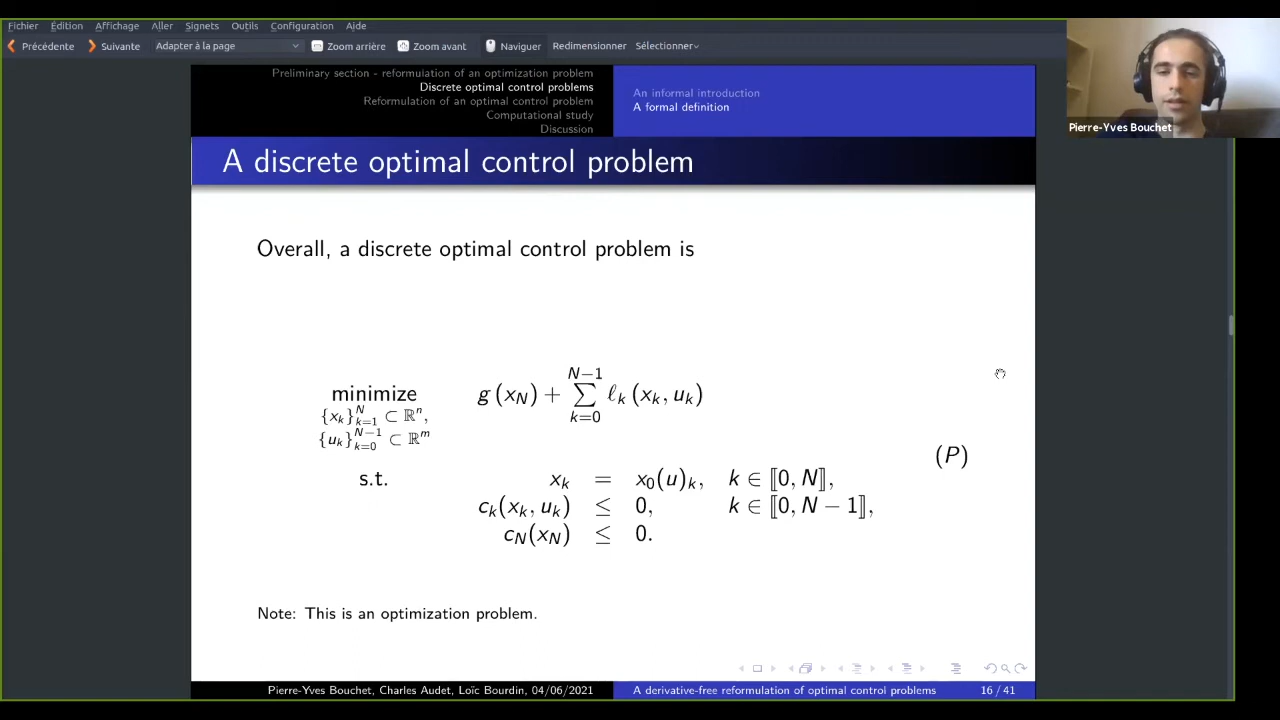 Fichier Édition Affichage Aller Signets Outils Configuration Aide
Précédente Suivante Adapter à la page Zoom arrière Zoom avant Naviguer Redimensionner Sélectionner
Preliminary section - reformulation of an optimization problem
Discrete optimal control problems
Reformulation of an optimal control problem
Computational study
Discussion
An informal introduction
A formal definition
Pierre-Yves Bouchet
A discrete optimal control problem
Overall, a discrete optimal control problem is
minimize g (x_N) + ∑_{k=0}^{N−1} ℓ_k (x_k, u_k)
{x_k}_{k=1}^{N} ⊂ ℝ^n,
{u_k}_{k=0}^{N−1} ⊂ ℝ^m
(P)
s.t. x_k = x_0(u)_k, k ∈ ⟦0, N⟧,
c_k(x_k, u_k) ≤ 0, k ∈ ⟦0, N − 1⟧,
c_N(x_N) ≤ 0.
Note: This is an optimization problem.
Pierre-Yves Bouchet, Charles Audet, Loïc Bourdin, 04/06/2021 A derivative-free reformulation of optimal control problems 16 / 41